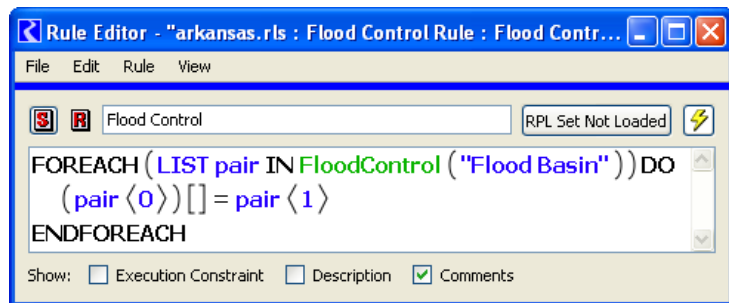 Rule Editor - "arkansas.rls : Flood Control Rule : Flood Contr...
File Edit Rule View
S R Flood Control RPL Set Not Loaded
FOREACH (LIST pair IN FloodControl ("Flood Basin")) DO
(pair ⟨0⟩)[] = pair ⟨1⟩
ENDFOREACH
Show: Execution Constraint Description Comments